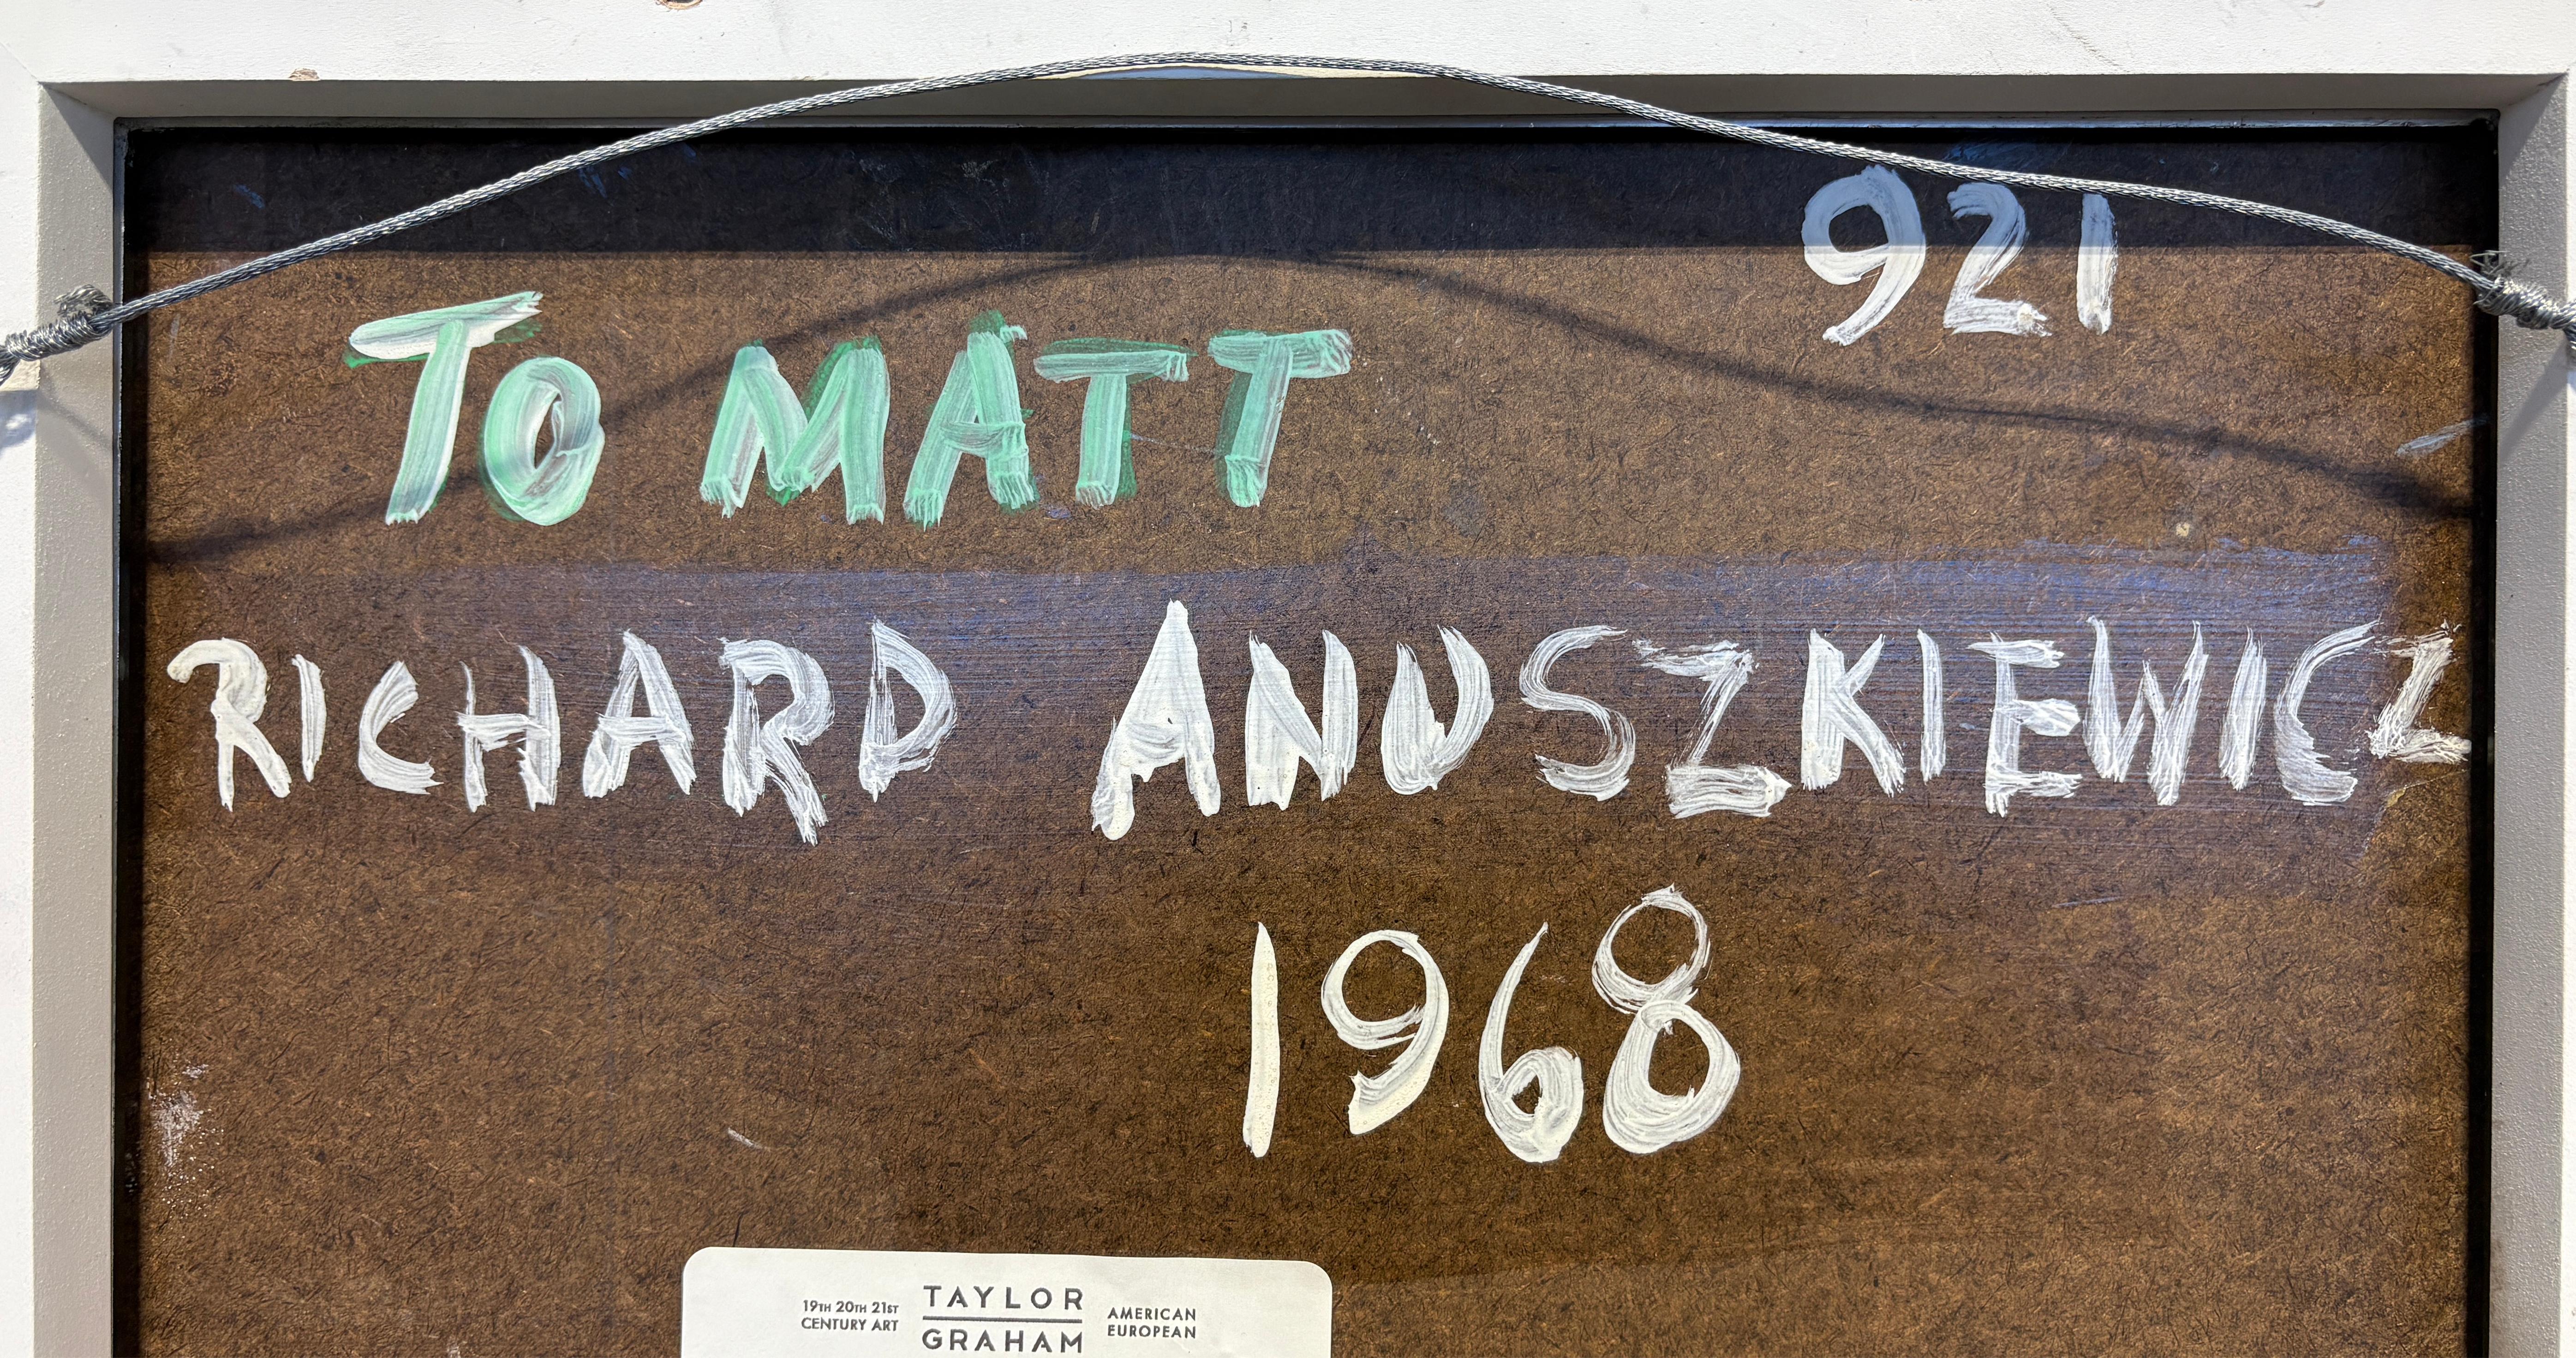 921
TO MATT
RICHARD ANUSZKIEWICZ
1968
19TH 20TH 21ST
CENTURY ART
TAYLOR
GRAHAM
AMERICAN
EUROPEAN